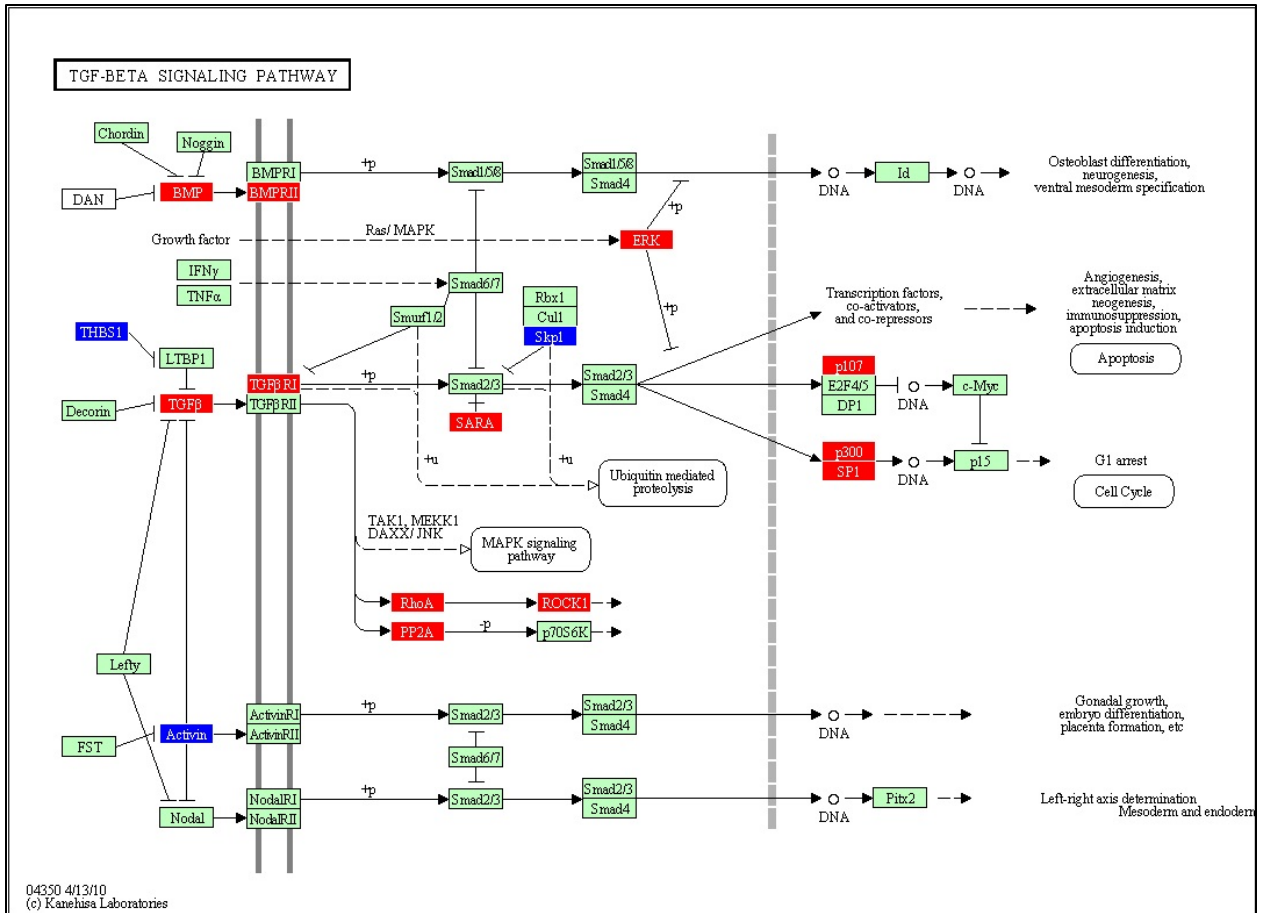 TGF-BETA SIGNALING PATHWAY
Chordin
Noggin
DAN
BMP
BMPRI
BMPRII
+p
Smad1/5/8
Smad1/5/8
Smad4
DNA
Id
DNA
Osteoblast differentiation,
neurogenesis,
ventral mesoderm specification
Growth factor
Ras/ MAPK
ERK
+p
+p
IFNγ
TNFα
Smad6/7
Rbx1
Cul1
Skp1
Smurf1/2
Transcription factors,
co-activators,
and co-repressors
Angiogenesis,
extracellular matrix
neogenesis,
immunosuppression,
apoptosis induction
Apoptosis
THBS1
LTBP1
Decorin
TGFβ
TGFβRI
TGFβRII
+p
Smad2/3
SARA
Smad2/3
Smad4
p107
E2F4/5
DP1
DNA
c-Myc
p300
SP1
DNA
p15
G1 arrest
Cell Cycle
+u
+u
Ubiquitin mediated
proteolysis
TAK1, MEKK1
DAXX/ JNK
MAPK signaling
pathway
RhoA
ROCK1
PP2A
-p
p70S6K
Lefty
FST
Activin
ActivinRI
ActivinRII
+p
Smad2/3
Smad2/3
Smad4
DNA
Gonadal growth,
embryo differentiation,
placenta formation, etc
Smad6/7
Nodal
NodalRI
NodalRII
+p
Smad2/3
Smad2/3
Smad4
DNA
Pitx2
Left-right axis determination
Mesoderm and endoderm
04350 4/13/10
(c) Kanehisa Laboratories